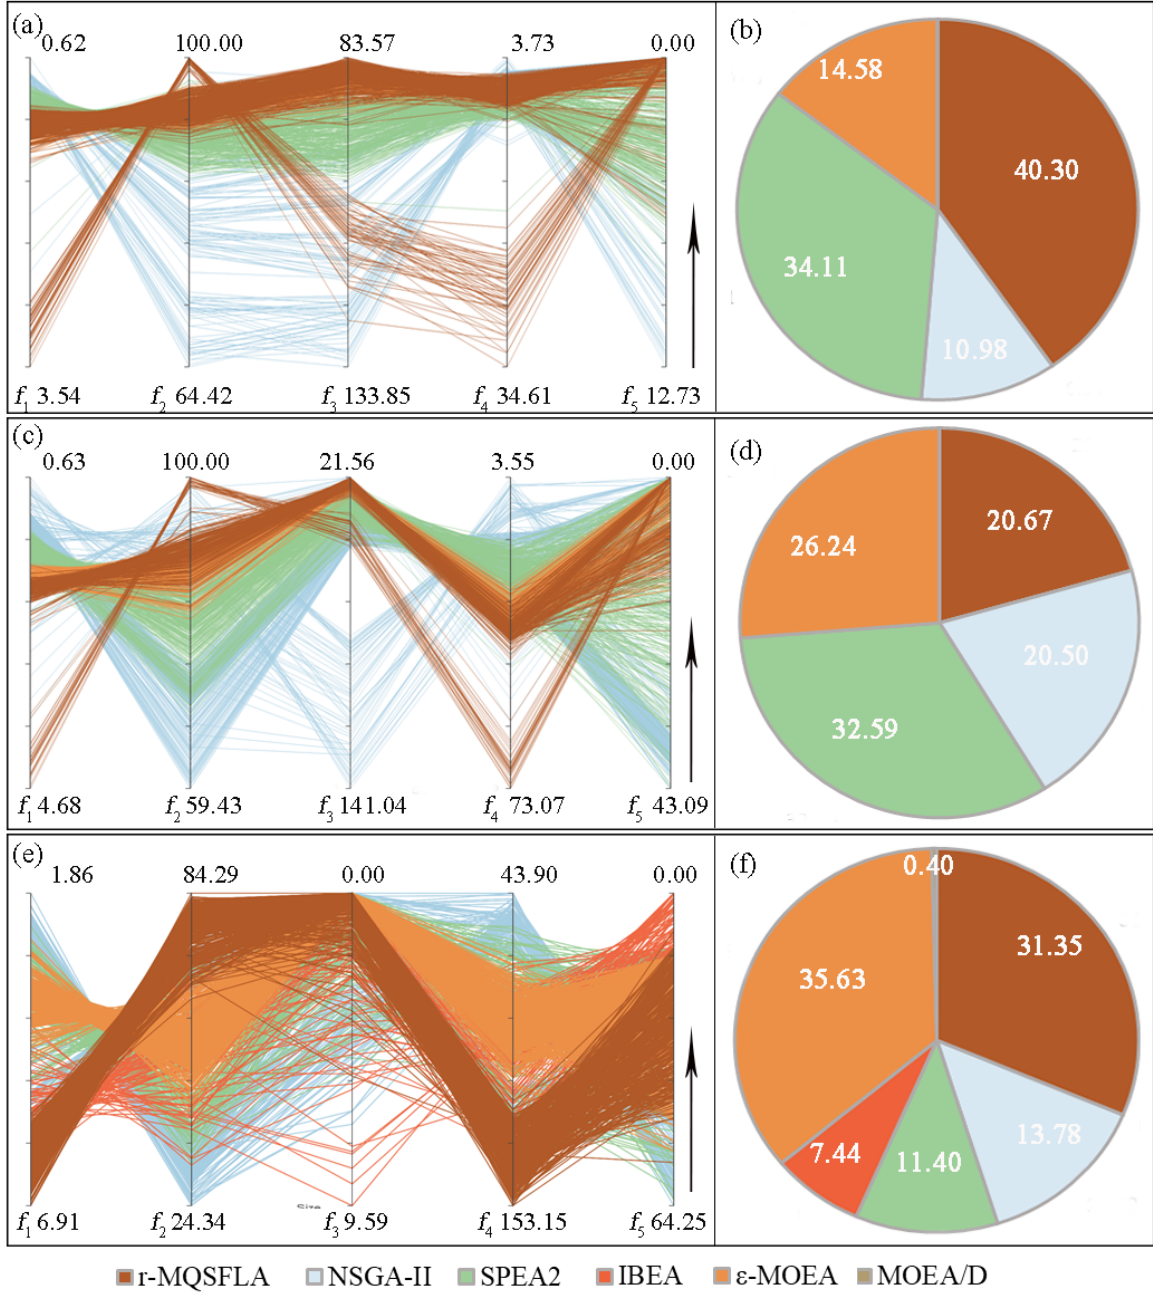 (a)
0.62 100.00 83.57 3.73 0.00
f1 3.54 f2 64.42 f3 133.85 f4 34.61 f5 12.73
(b)
14.58
40.30
34.11
10.98
(c)
0.63 100.00 21.56 3.55 0.00
f1 4.68 f2 59.43 f3 141.04 f4 73.07 f5 43.09
(d)
20.67
26.24
20.50
32.59
(e)
1.86 84.29 0.00 43.90 0.00
f1 6.91 f2 24.34 f3 9.59 f4 153.15 f5 64.25
(f)
0.40
31.35
35.63
13.78
7.44
11.40
r-MQSFLA NSGA-II SPEA2 IBEA ε-MOEA MOEA/D